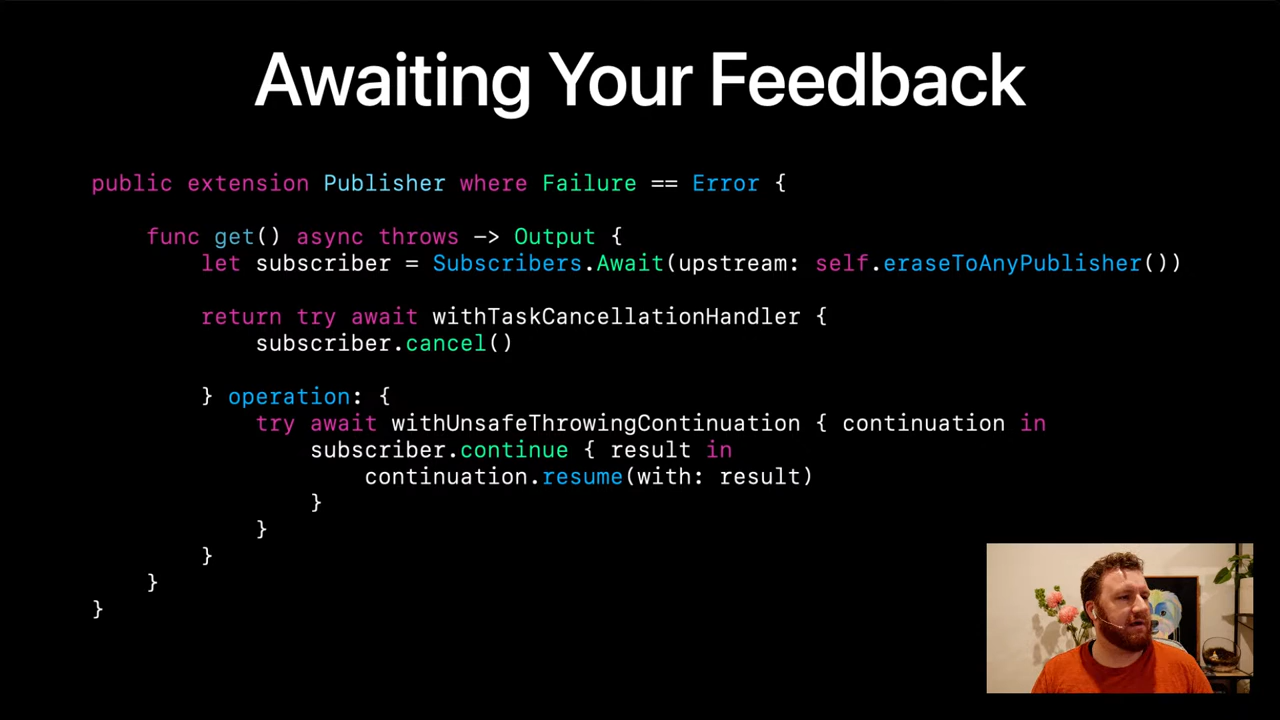 Awaiting Your Feedback
public extension Publisher where Failure == Error {
func get() async throws -> Output {
let subscriber = Subscribers.Await(upstream: self.eraseToAnyPublisher())
return try await withTaskCancellationHandler {
subscriber.cancel()
} operation: {
try await withUnsafeThrowingContinuation { continuation in
subscriber.continue { result in
continuation.resume(with: result)
}
}
}
}
}